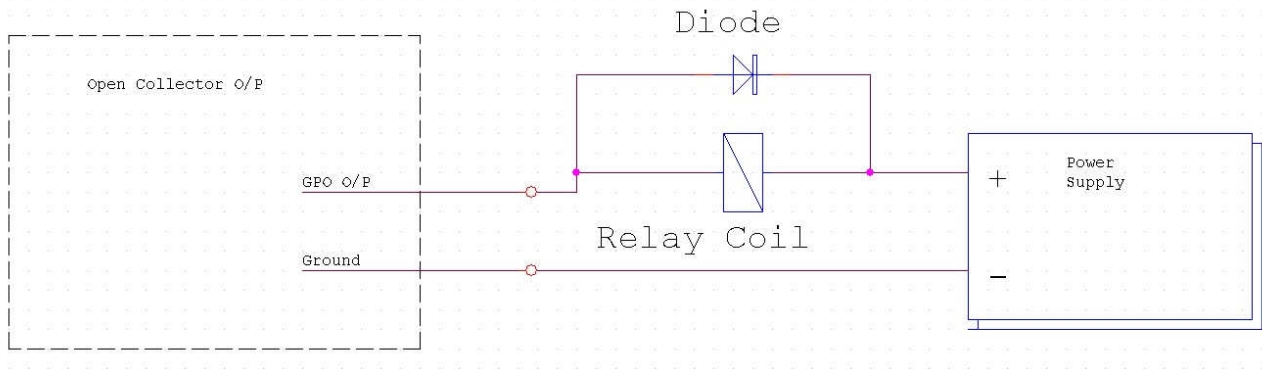 Diode
Open Collector O/P
GPO O/P
Ground
Relay Coil
Power
Supply
+
−